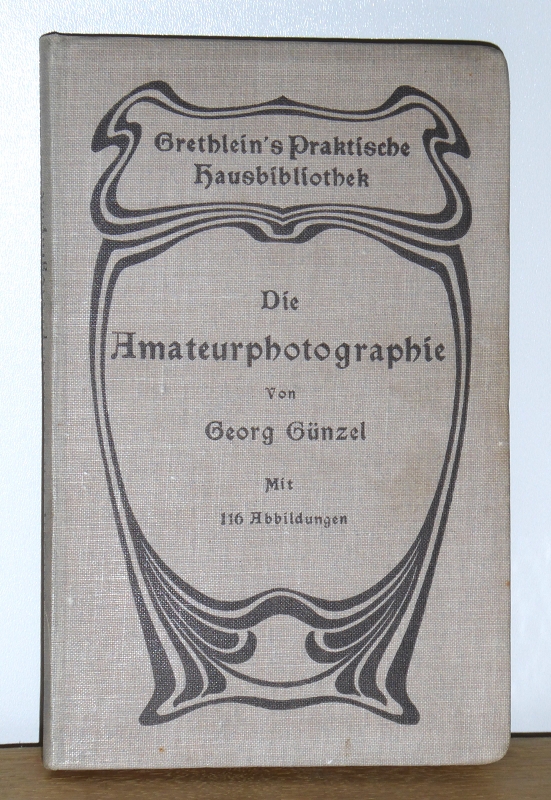 Grethlein's Praktische
Hausbibliothek
Die
Amateurphotographie
Von
Georg Günzel
Mit
116 Abbildungen